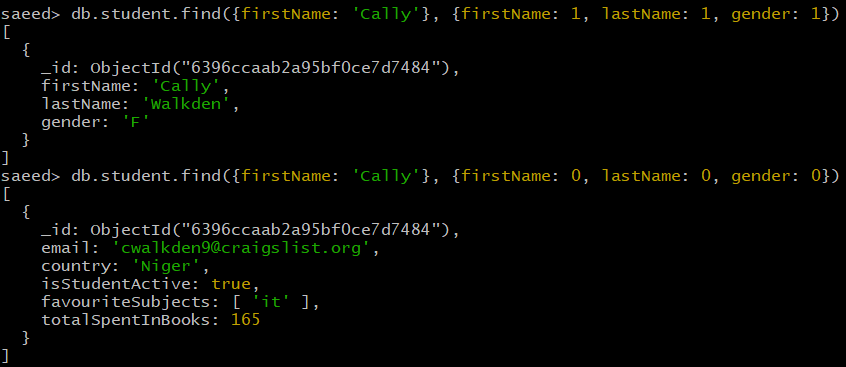 saeed> db.student.find({firstName: 'Cally'}, {firstName: 1, lastName: 1, gender: 1})
[
  {
    _id: ObjectId("6396ccaab2a95bf0ce7d7484"),
    firstName: 'Cally',
    lastName: 'Walkden',
    gender: 'F'
  }
]
saeed> db.student.find({firstName: 'Cally'}, {firstName: 0, lastName: 0, gender: 0})
[
  {
    _id: ObjectId("6396ccaab2a95bf0ce7d7484"),
    email: 'cwalkden9@craigslist.org',
    country: 'Niger',
    isStudentActive: true,
    favouriteSubjects: [ 'it' ],
    totalSpentInBooks: 165
  }
]